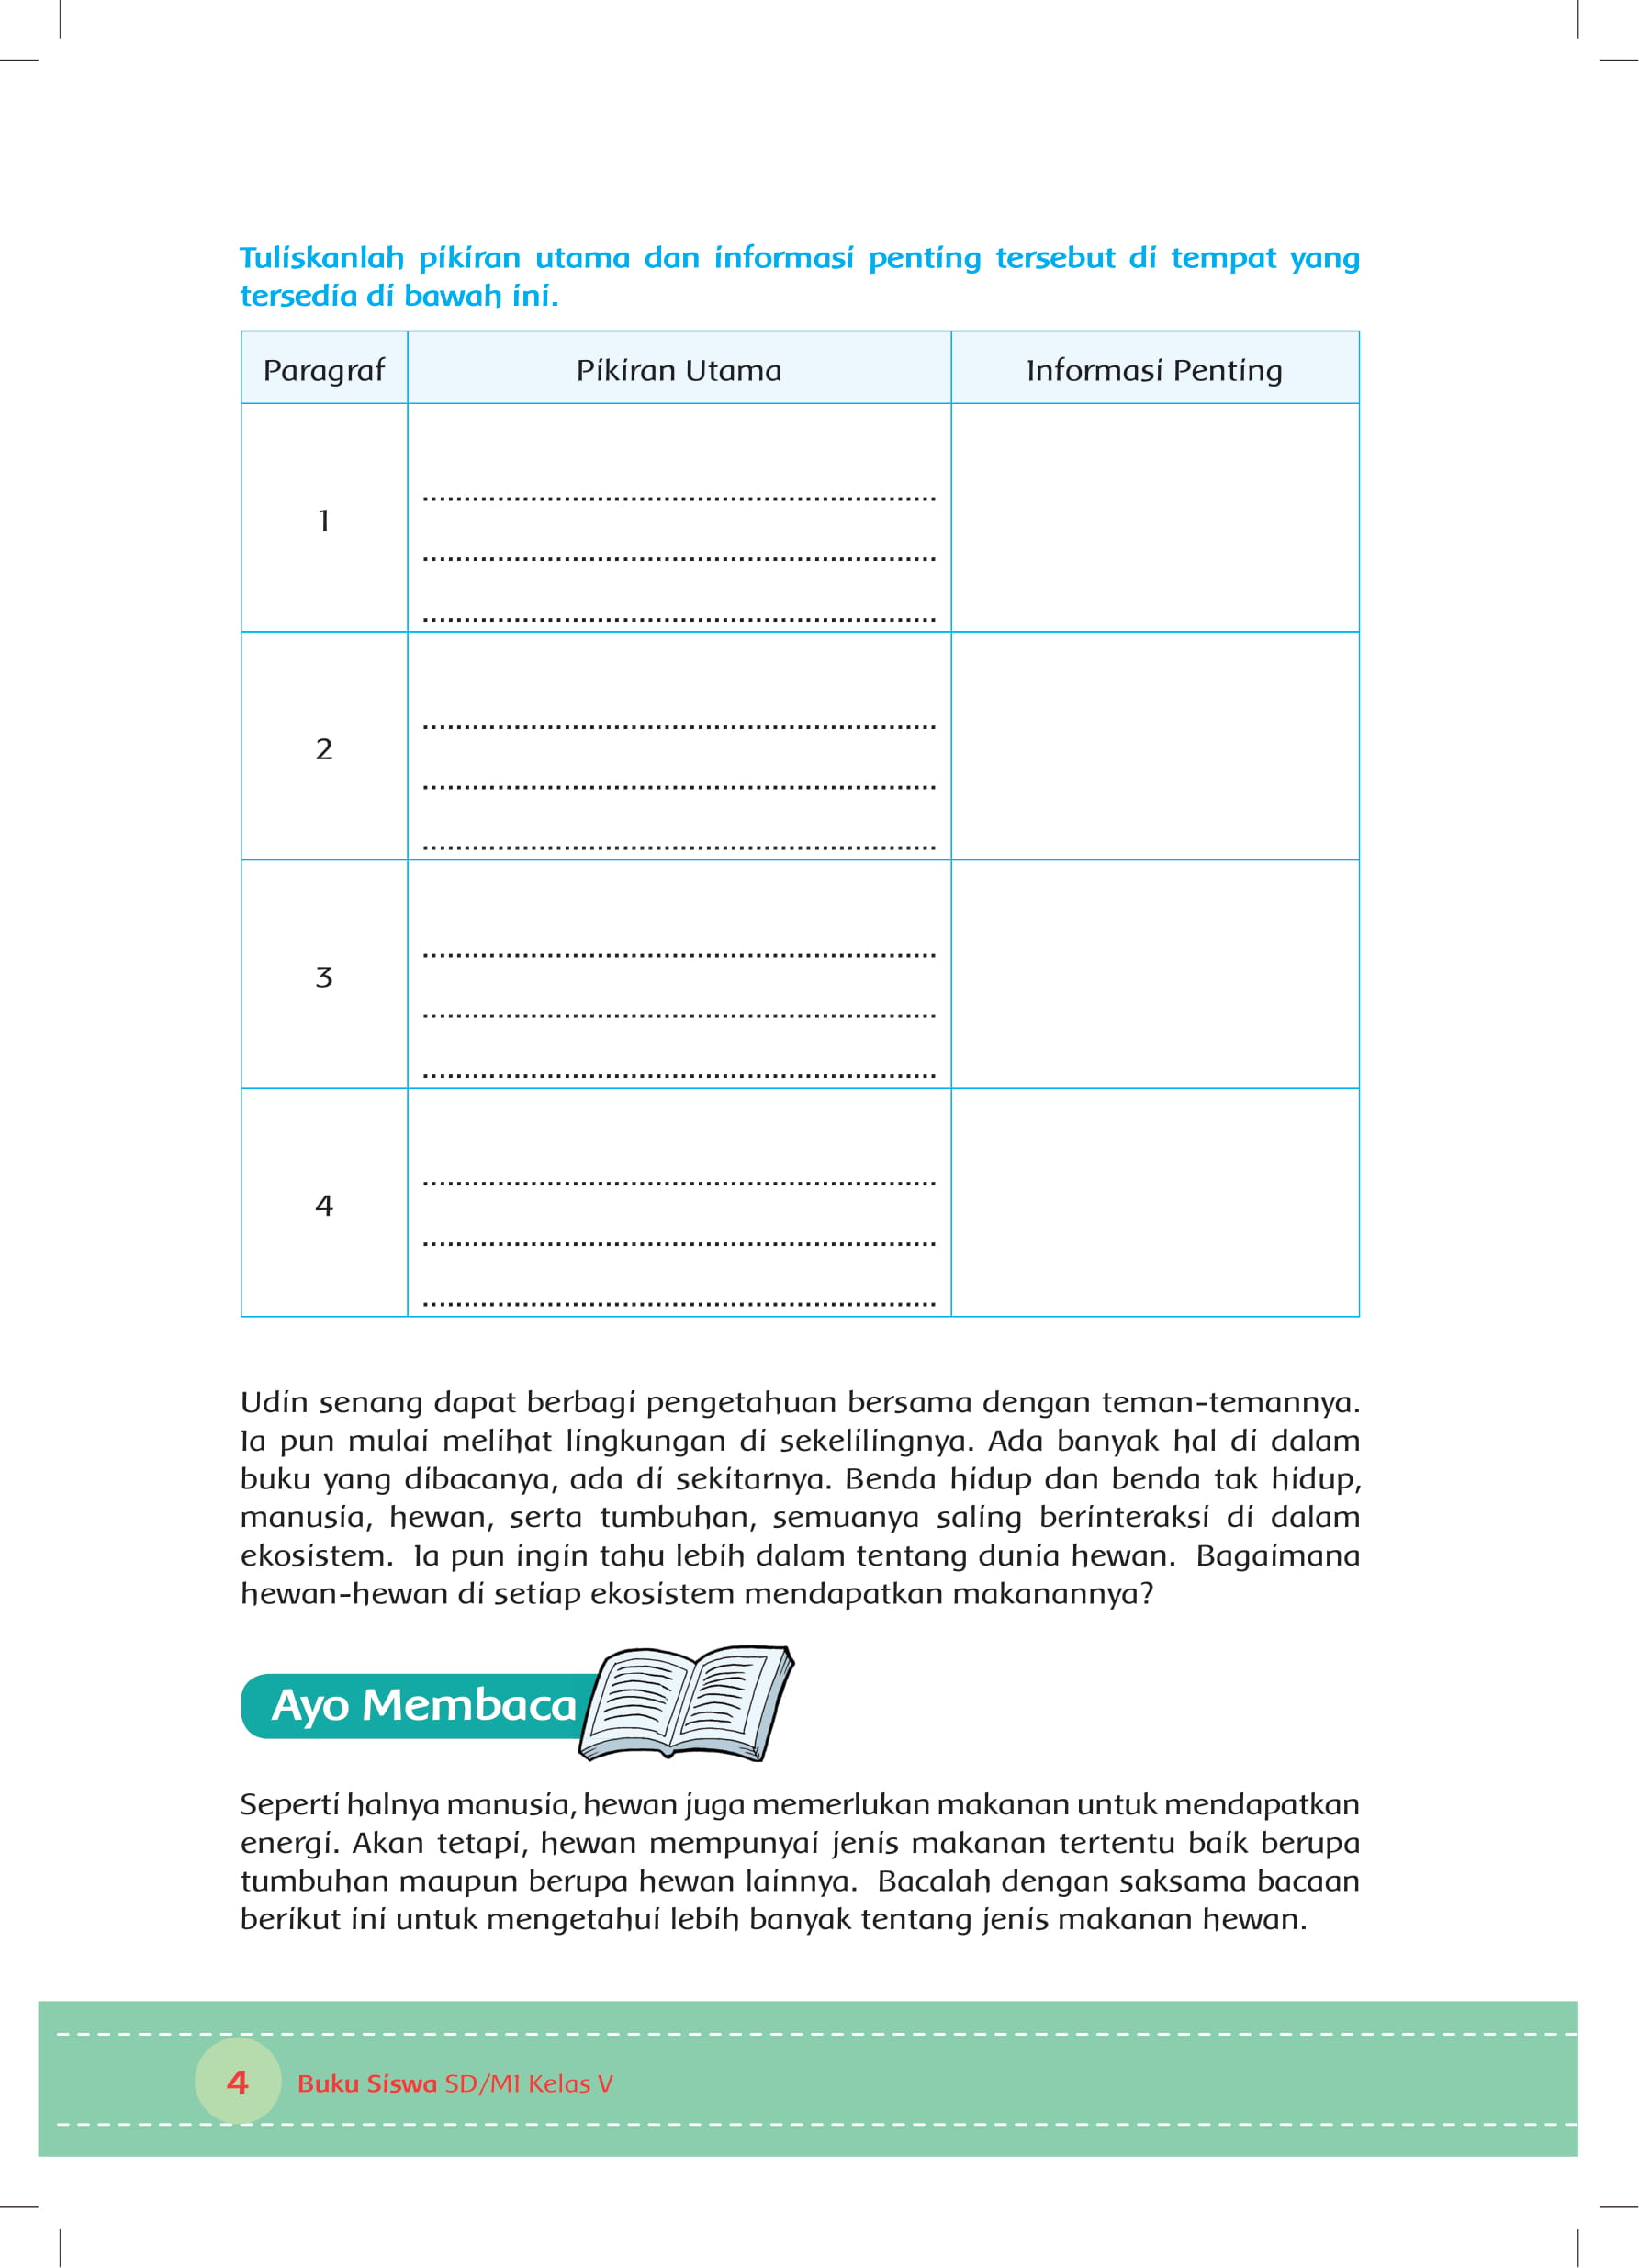 Tuliskanlah pikiran utama dan informasi penting tersebut di tempat yang
tersedia di bawah ini.
Paragraf Pikiran Utama Informasi Penting
1
............................................................
............................................................
............................................................
2
............................................................
............................................................
............................................................
3
............................................................
............................................................
............................................................
4
............................................................
............................................................
............................................................
Udin senang dapat berbagi pengetahuan bersama dengan teman-temannya.
Ia pun mulai melihat lingkungan di sekelilingnya. Ada banyak hal di dalam
buku yang dibacanya, ada di sekitarnya. Benda hidup dan benda tak hidup,
manusia, hewan, serta tumbuhan, semuanya saling berinteraksi di dalam
ekosistem. Ia pun ingin tahu lebih dalam tentang dunia hewan. Bagaimana
hewan-hewan di setiap ekosistem mendapatkan makanannya?
Ayo Membaca
Seperti halnya manusia, hewan juga memerlukan makanan untuk mendapatkan
energi. Akan tetapi, hewan mempunyai jenis makanan tertentu baik berupa
tumbuhan maupun berupa hewan lainnya. Bacalah dengan saksama bacaan
berikut ini untuk mengetahui lebih banyak tentang jenis makanan hewan.
4 Buku Siswa SD/MI Kelas V